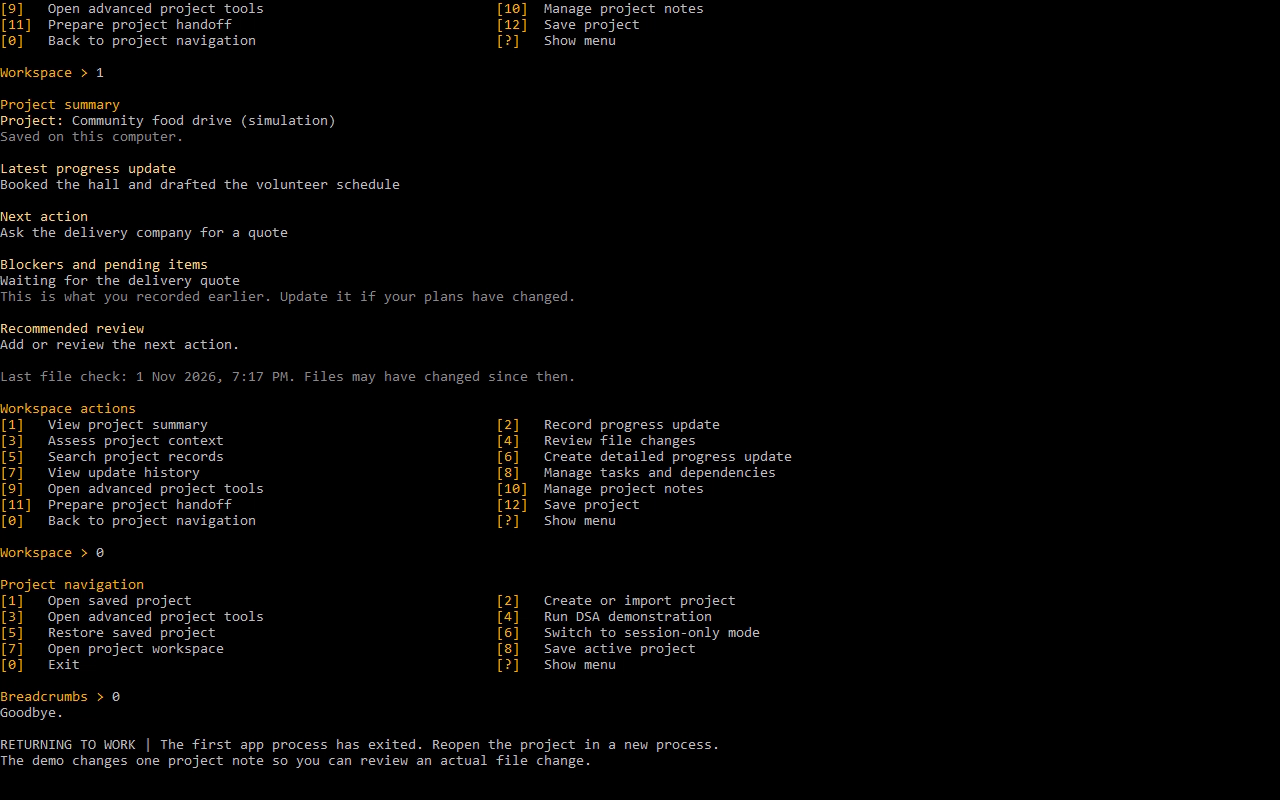 [9]   Open advanced project tools                             [10]  Manage project notes
[11]  Prepare project handoff                                 [12]  Save project
[0]   Back to project navigation                              [?]   Show menu
Workspace > 1
Project summary
Project: Community food drive (simulation)
Saved on this computer.
Latest progress update
Booked the hall and drafted the volunteer schedule
Next action
Ask the delivery company for a quote
Blockers and pending items
Waiting for the delivery quote
This is what you recorded earlier. Update it if your plans have changed.
Recommended review
Add or review the next action.
Last file check: 1 Nov 2026, 7:17 PM. Files may have changed since then.
Workspace actions
[1]   View project summary                                    [2]   Record progress update
[3]   Assess project context                                  [4]   Review file changes
[5]   Search project records                                  [6]   Create detailed progress update
[7]   View update history                                     [8]   Manage tasks and dependencies
[9]   Open advanced project tools                             [10]  Manage project notes
[11]  Prepare project handoff                                 [12]  Save project
[0]   Back to project navigation                              [?]   Show menu
Workspace > 0
Project navigation
[1]   Open saved project                                      [2]   Create or import project
[3]   Open advanced project tools                             [4]   Run DSA demonstration
[5]   Restore saved project                                   [6]   Switch to session-only mode
[7]   Open project workspace                                  [8]   Save active project
[0]   Exit                                                    [?]   Show menu
Breadcrumbs > 0
Goodbye.
RETURNING TO WORK | The first app process has exited. Reopen the project in a new process.
The demo changes one project note so you can review an actual file change.